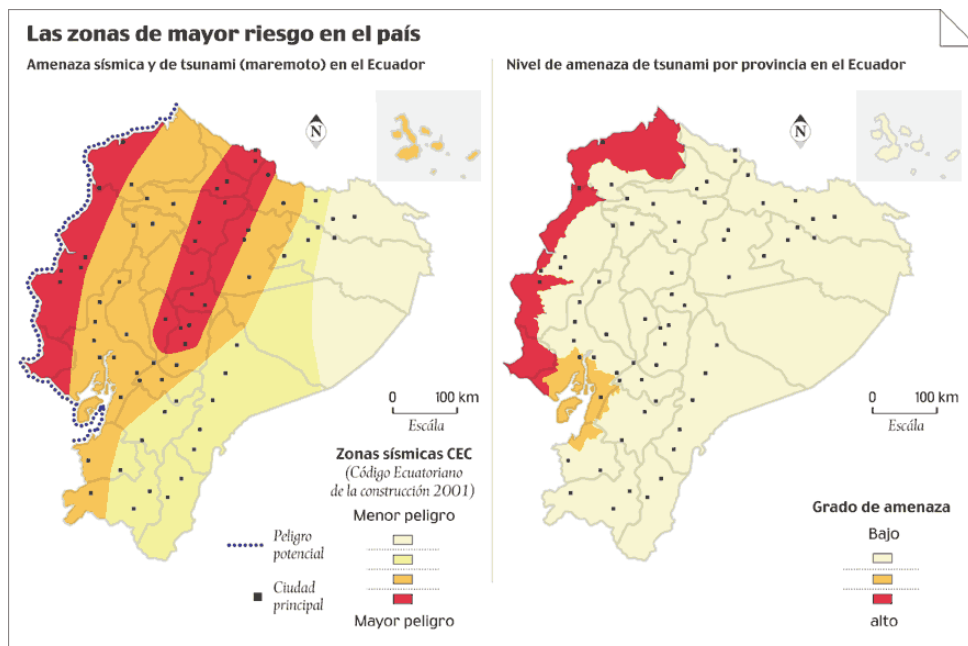 Las zonas de mayor riesgo en el país
Amenaza sísmica y de tsunami (maremoto) en el Ecuador
N
0 100 km
Escála
Zonas sísmicas CEC
(Código Ecuatoriano
de la construcción 2001)
Menor peligro
Mayor peligro
Peligro
potencial
Ciudad
principal
Nivel de amenaza de tsunami por provincia en el Ecuador
N
0 100 km
Escála
Grado de amenaza
Bajo
alto